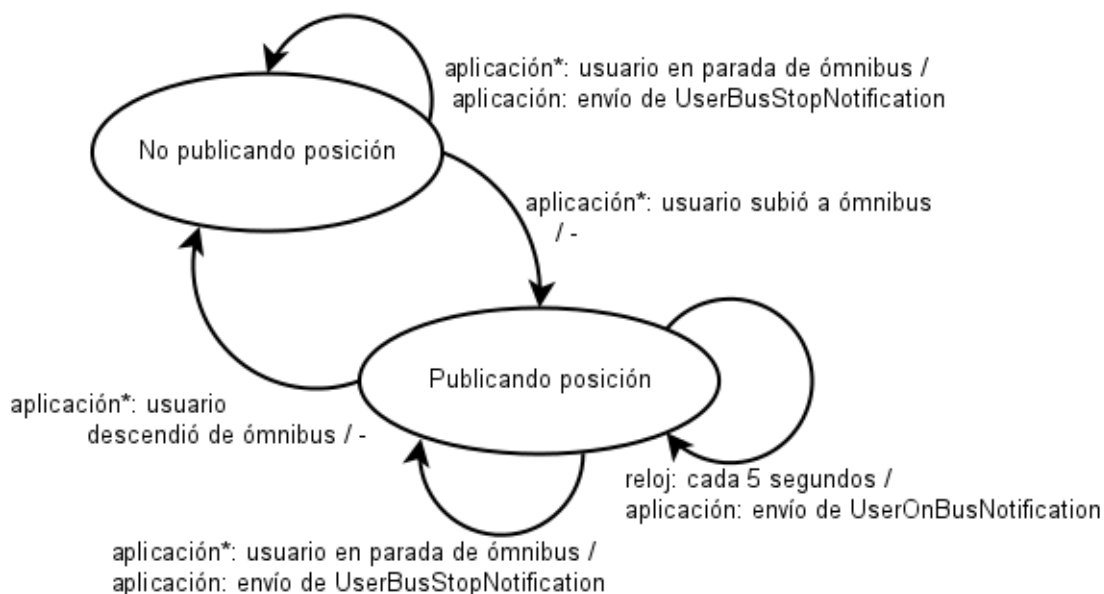 aplicación*: usuario en parada de ómnibus /
aplicación: envío de UserBusStopNotification
No publicando posición
aplicación*: usuario subió a ómnibus
/ -
Publicando posición
aplicación*: usuario
descendió de ómnibus / -
reloj: cada 5 segundos /
aplicación: envío de UserOnBusNotification
aplicación*: usuario en parada de ómnibus /
aplicación: envío de UserBusStopNotification